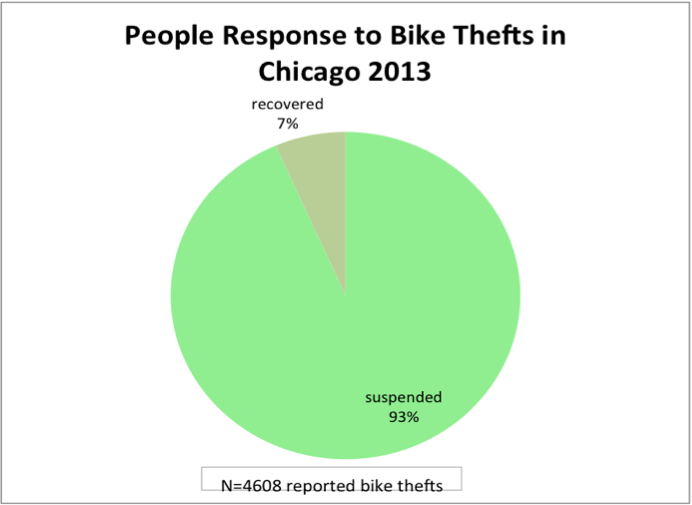 People Response to Bike Thefts in
Chicago 2013
recovered
7%
suspended
93%
N=4608 reported bike thefts